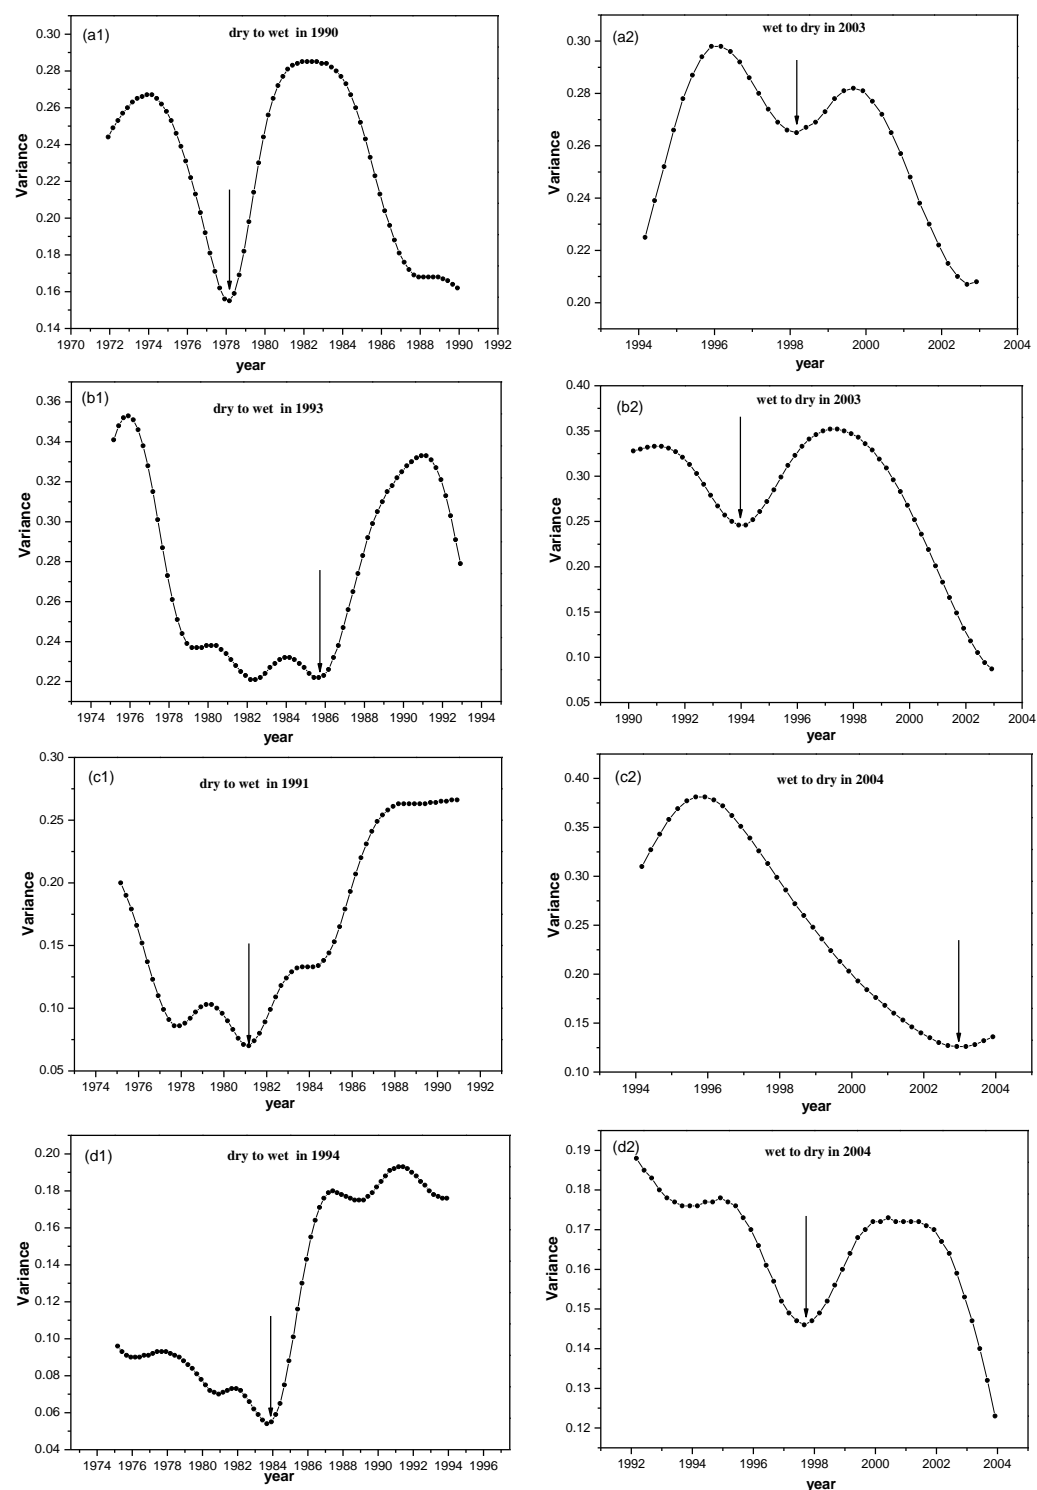 (a1)
dry to wet in 1990
Variance
0.30
0.28
0.26
0.24
0.22
0.20
0.18
0.16
0.14
1970 1972 1974 1976 1978 1980 1982 1984 1986 1988 1990 1992
year
(a2)
wet to dry in 2003
Variance
0.30
0.28
0.26
0.24
0.22
0.20
1994 1996 1998 2000 2002 2004
year
(b1)
dry to wet in 1993
Variance
0.36
0.34
0.32
0.30
0.28
0.26
0.24
0.22
1974 1976 1978 1980 1982 1984 1986 1988 1990 1992 1994
year
(b2)
wet to dry in 2003
Variance
0.40
0.35
0.30
0.25
0.20
0.15
0.10
0.05
1990 1992 1994 1996 1998 2000 2002 2004
year
(c1)
dry to wet in 1991
Variance
0.30
0.25
0.20
0.15
0.10
0.05
1974 1976 1978 1980 1982 1984 1986 1988 1990 1992
year
(c2)
wet to dry in 2004
Variance
0.40
0.35
0.30
0.25
0.20
0.15
0.10
1994 1996 1998 2000 2002 2004
year
(d1)
dry to wet in 1994
Variance
0.20
0.18
0.16
0.14
0.12
0.10
0.08
0.06
0.04
1974 1976 1978 1980 1982 1984 1986 1988 1990 1992 1994 1996
year
(d2)
wet to dry in 2004
Variance
0.19
0.18
0.17
0.16
0.15
0.14
0.13
0.12
1992 1994 1996 1998 2000 2002 2004
year